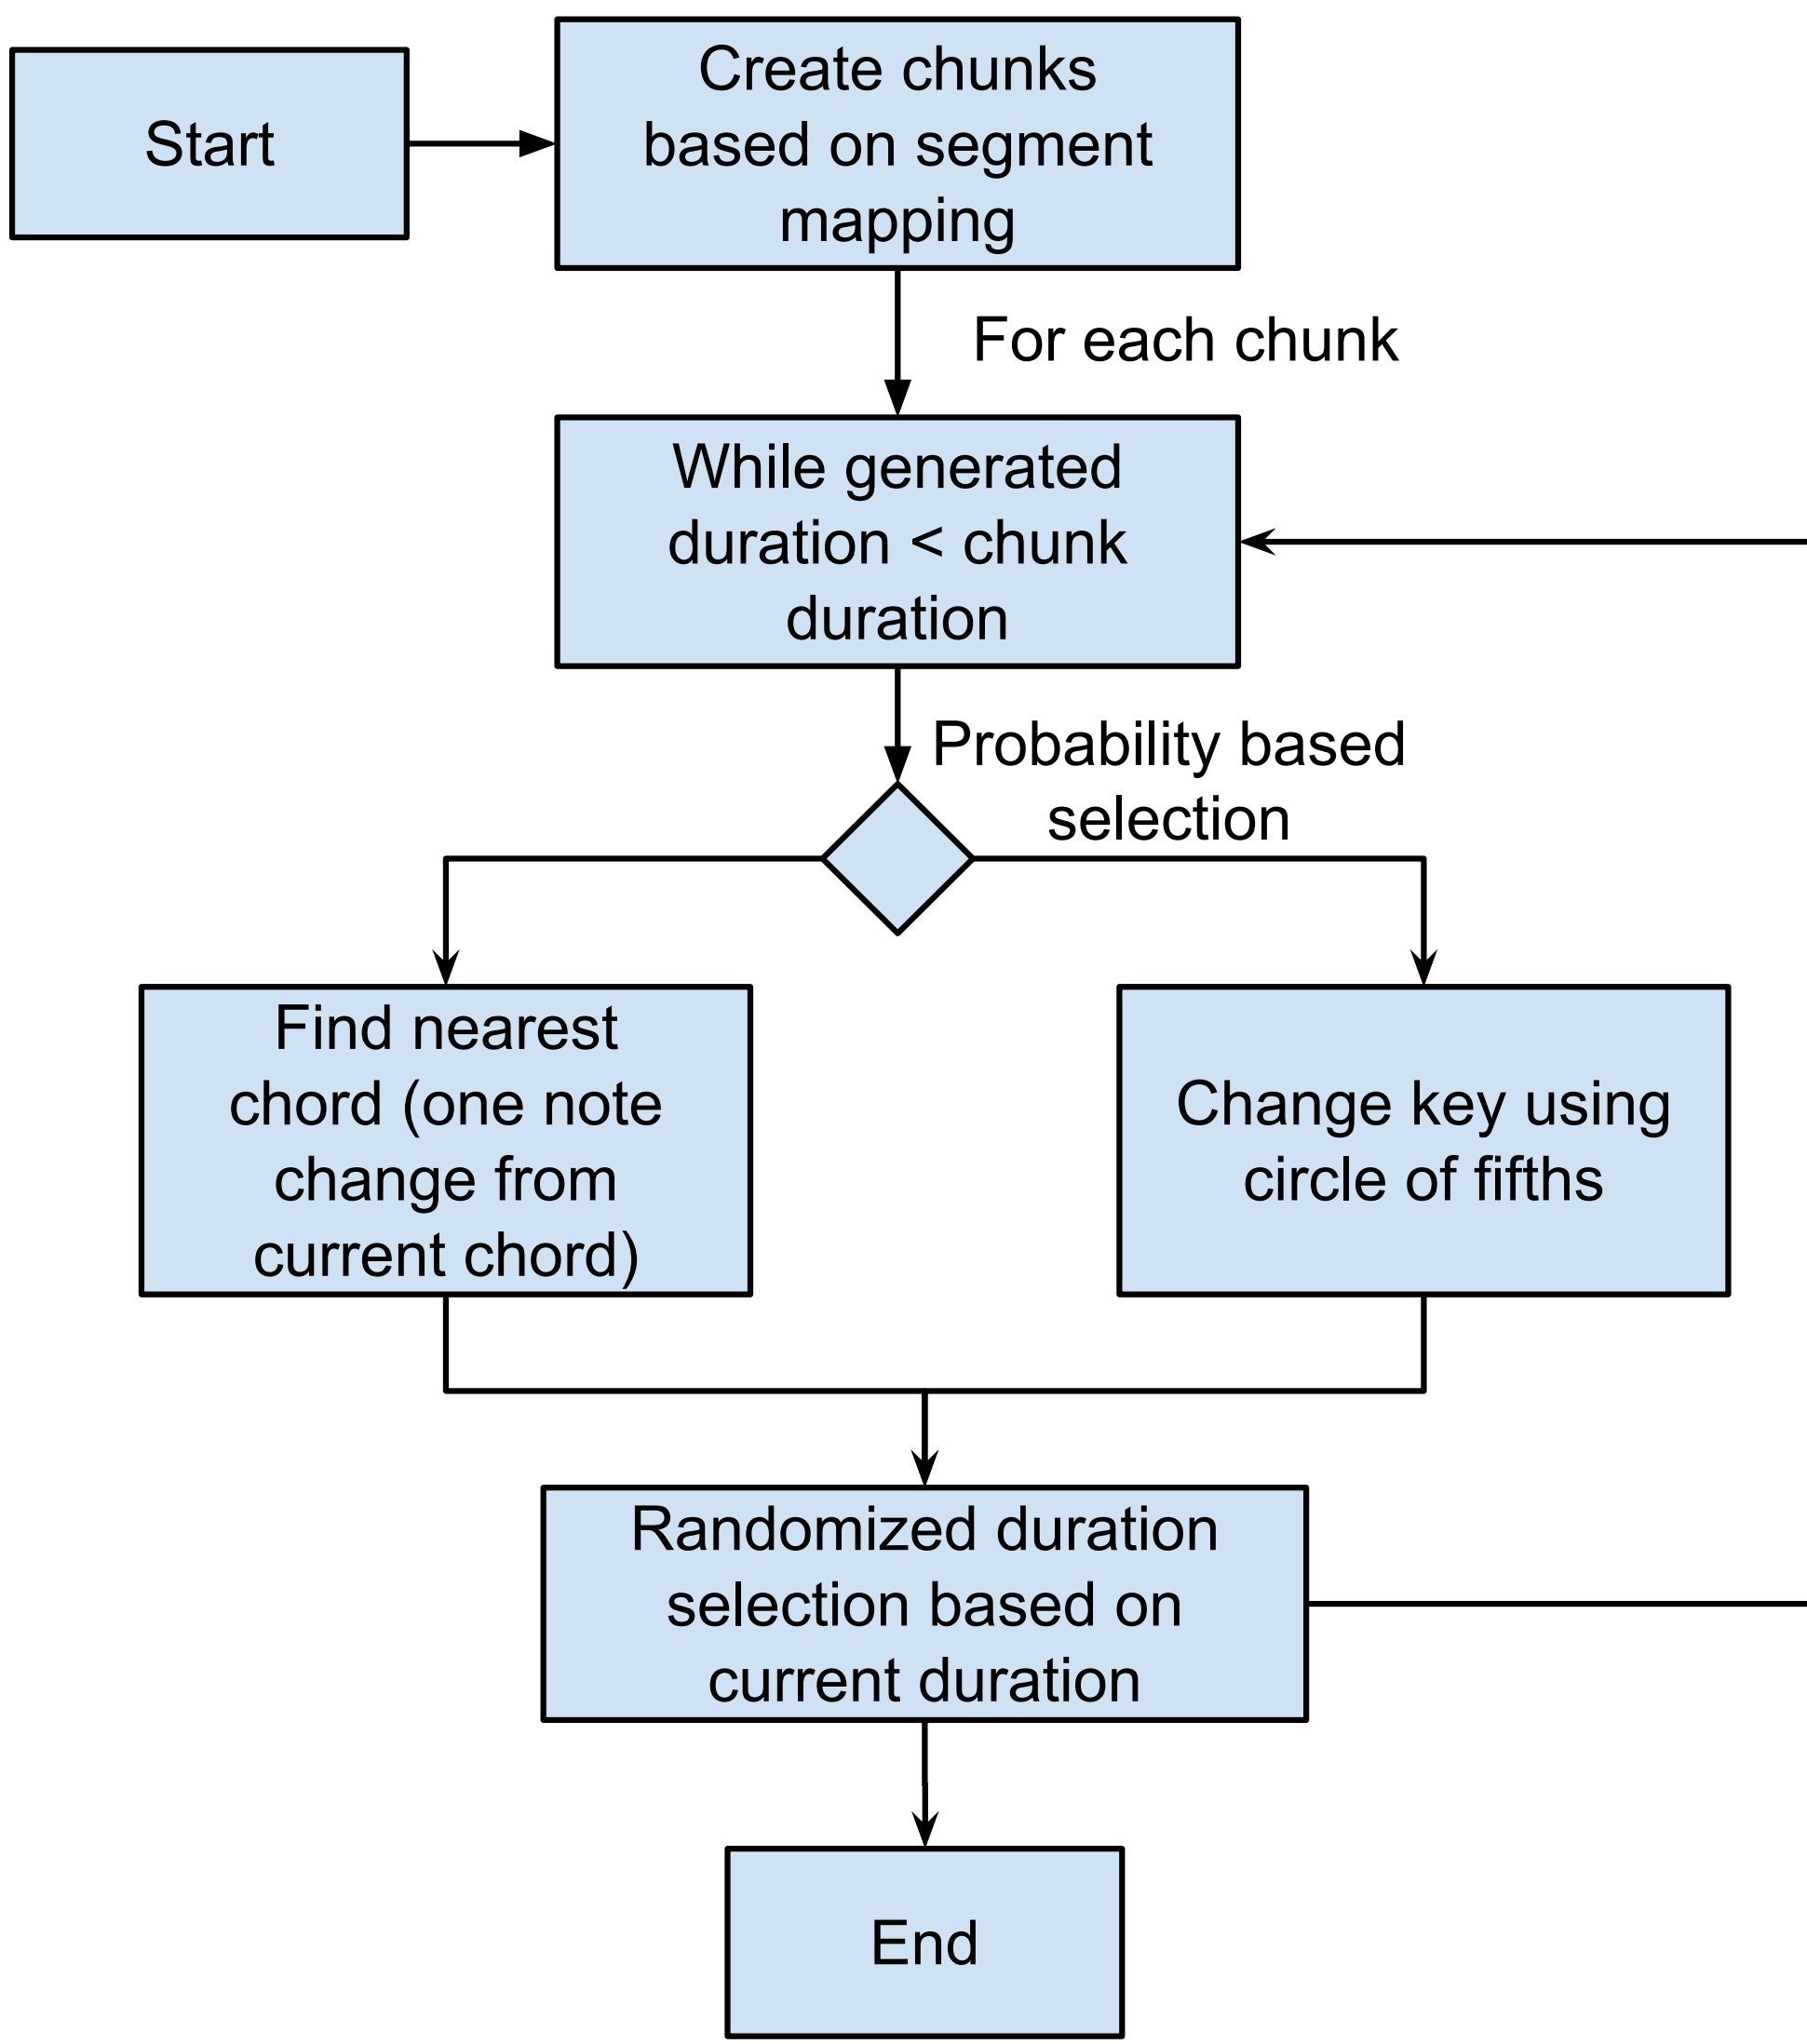 Start
Create chunks
based on segment
mapping
For each chunk
While generated
duration < chunk
duration
Probability based
selection
Find nearest
chord (one note
change from
current chord)
Change key using
circle of fifths
Randomized duration
selection based on
current duration
End